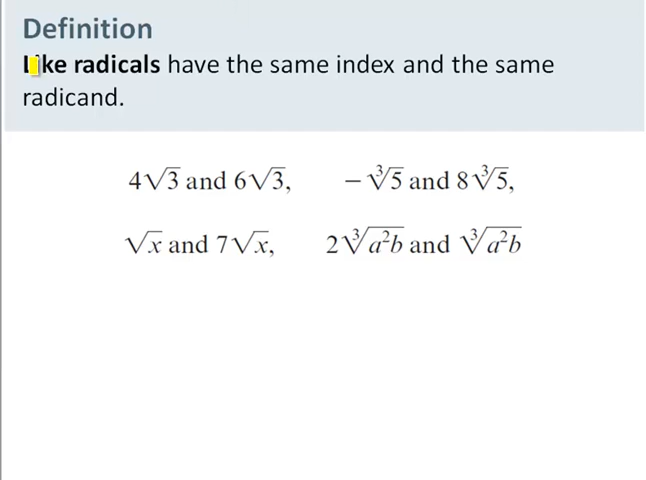 Definition
Like radicals have the same index and the same
radicand.
4√3 and 6√3, −∛5 and 8∛5,
√x and 7√x, 2∛(a²b) and ∛(a²b)